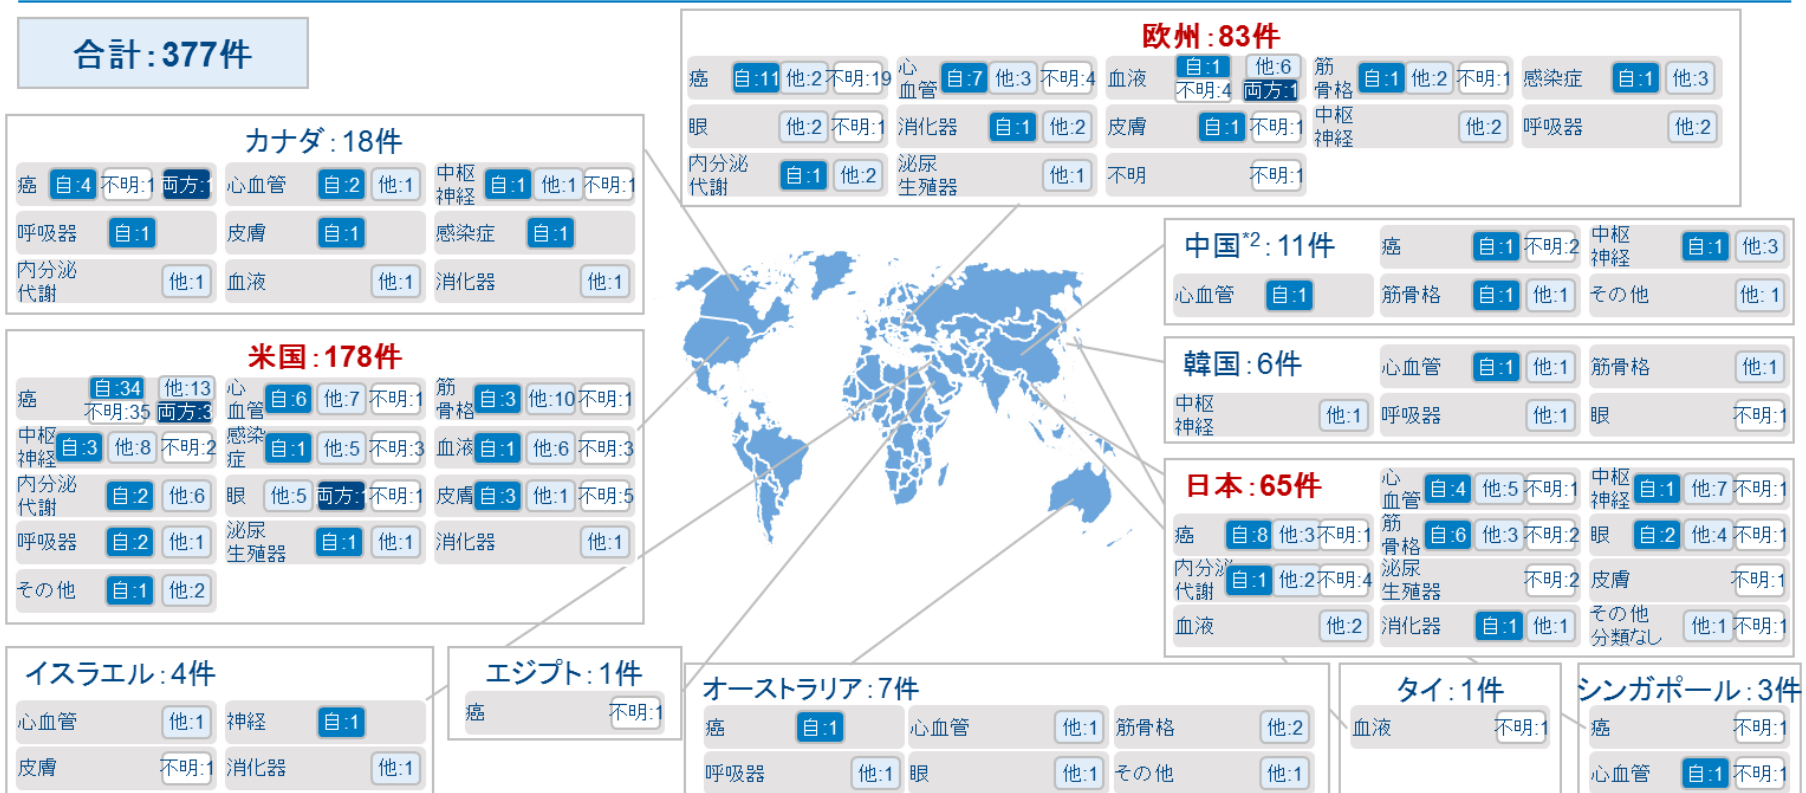 合計:377件
欧州:83件
癌 自:11 他:2 不明:19 心血管 自:7 他:3 不明:4 血液 自:1 他:6 不明:4 両方:1 筋骨格 自:1 他:2 不明:1 感染症 自:1 他:3
眼 他:2 不明:1 消化器 自:1 他:2 皮膚 自:1 不明:1 中枢神経 他:2 呼吸器 他:2
内分泌代謝 自:1 他:2 泌尿生殖器 他:1 不明 不明:1
カナダ:18件
癌 自:4 不明:1 両方:1 心血管 自:2 他:1 中枢神経 自:1 他:1 不明:1
呼吸器 自:1 皮膚 自:1 感染症 自:1
内分泌代謝 他:1 血液 他:1 消化器 他:1
中国*2:11件 癌 自:1 不明:2 中枢神経 自:1 他:3
心血管 自:1 筋骨格 自:1 他:1 その他 他:1
米国:178件
癌 自:34 他:13 不明:35 両方:3 心血管 自:6 他:7 不明:1 筋骨格 自:3 他:10 不明:1
中枢神経 自:3 他:8 不明:2 感染症 自:1 他:5 不明:3 血液 自:1 他:6 不明:3
内分泌代謝 自:2 他:6 眼 他:5 両方:1 不明:1 皮膚 自:3 他:1 不明:5
呼吸器 自:2 他:1 泌尿生殖器 自:1 他:1 消化器 他:1
その他 自:1 他:2
韓国:6件 心血管 自:1 他:1 筋骨格 他:1
中枢神経 他:1 呼吸器 他:1 眼 不明:1
日本:65件 心血管 自:4 他:5 不明:1 中枢神経 自:1 他:7 不明:1
癌 自:8 他:3 不明:1 筋骨格 自:6 他:3 不明:2 眼 自:2 他:4 不明:1
内分泌代謝 自:1 他:2 不明:4 泌尿生殖器 不明:2 皮膚 不明:1
血液 他:2 消化器 自:1 他:1 その他分類なし 他:1 不明:1
イスラエル:4件
心血管 他:1 神経 自:1
皮膚 不明:1 消化器 他:1
エジプト:1件
癌 不明:1
オーストラリア:7件
癌 自:1 心血管 他:1 筋骨格 他:2
呼吸器 他:1 眼 他:1 その他 他:1
タイ:1件
血液 不明:1
シンガポール:3件
癌 不明:1
心血管 自:1 不明:1